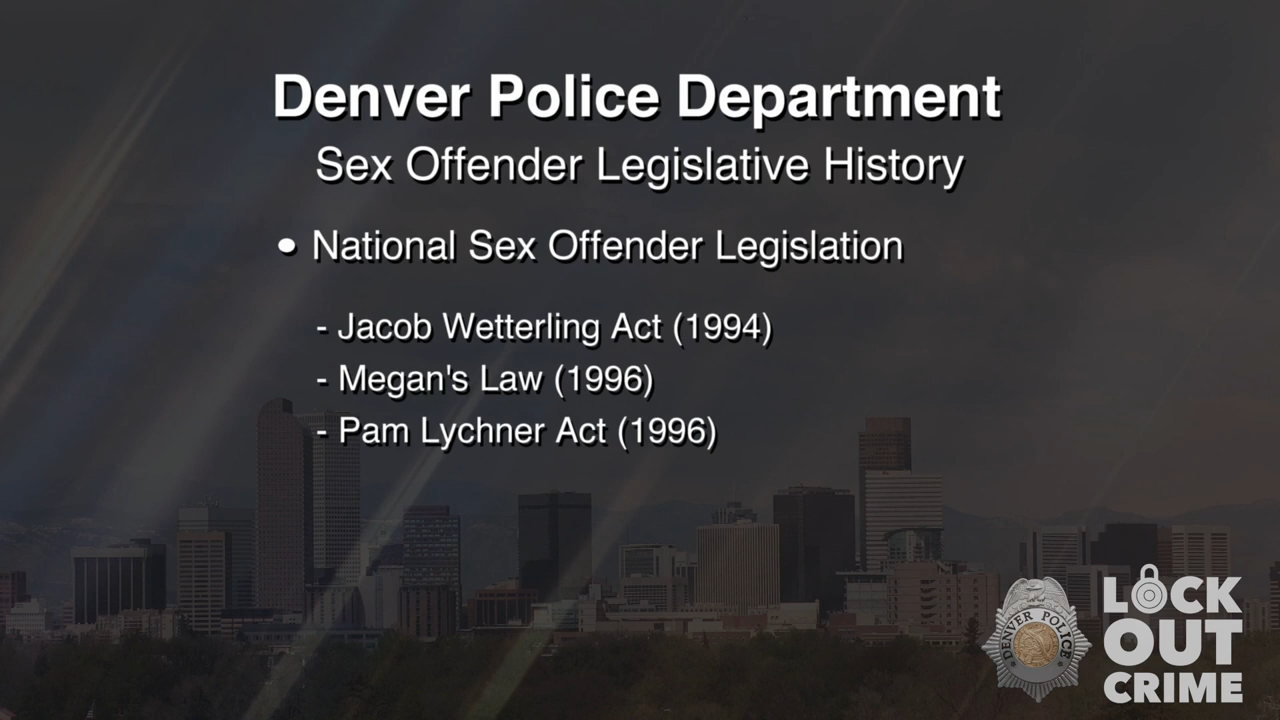 Denver Police Department
Sex Offender Legislative History
• National Sex Offender Legislation
- Jacob Wetterling Act (1994)
- Megan's Law (1996)
- Pam Lychner Act (1996)
DENVER POLICE
LOCK
OUT
CRIME